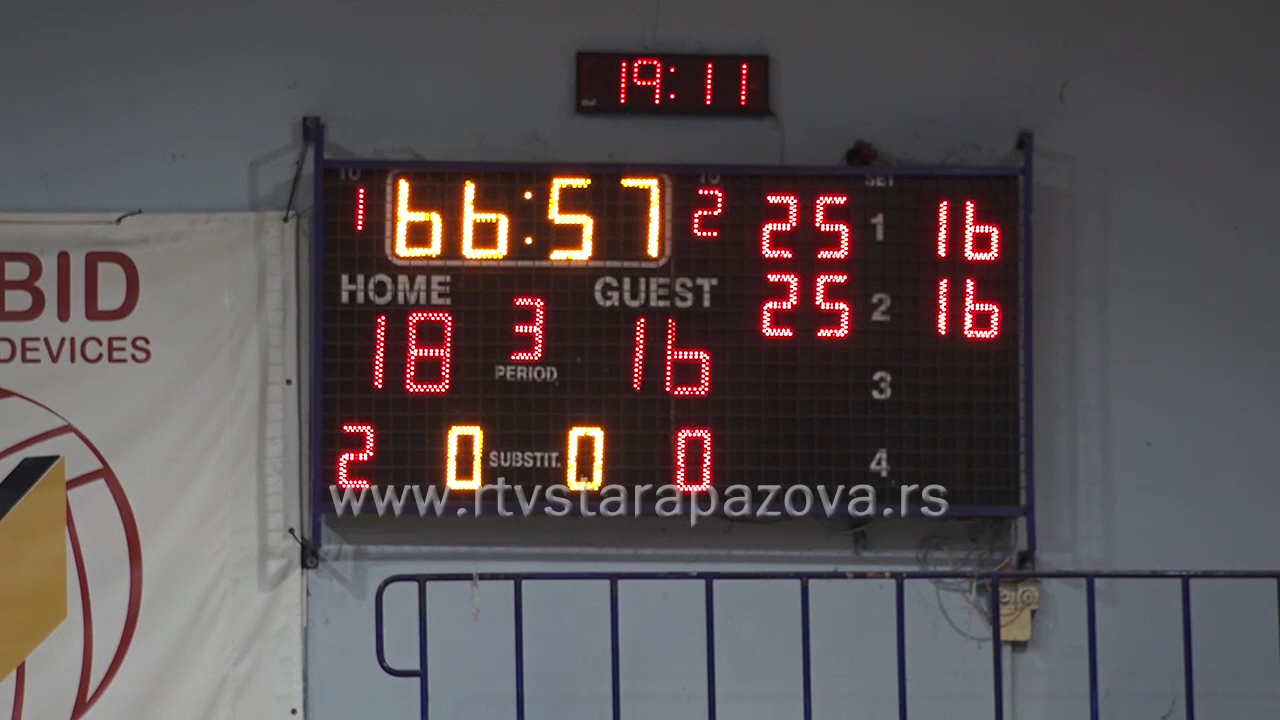 19:11
TO TO SET
1 66:57 2 25 1 16
HOME GUEST
25 2 16
18 3 16
PERIOD
3
2 0 SUBSTIT. 0 0 4
www.rtvstarapazova.rs
BID
DEVICES